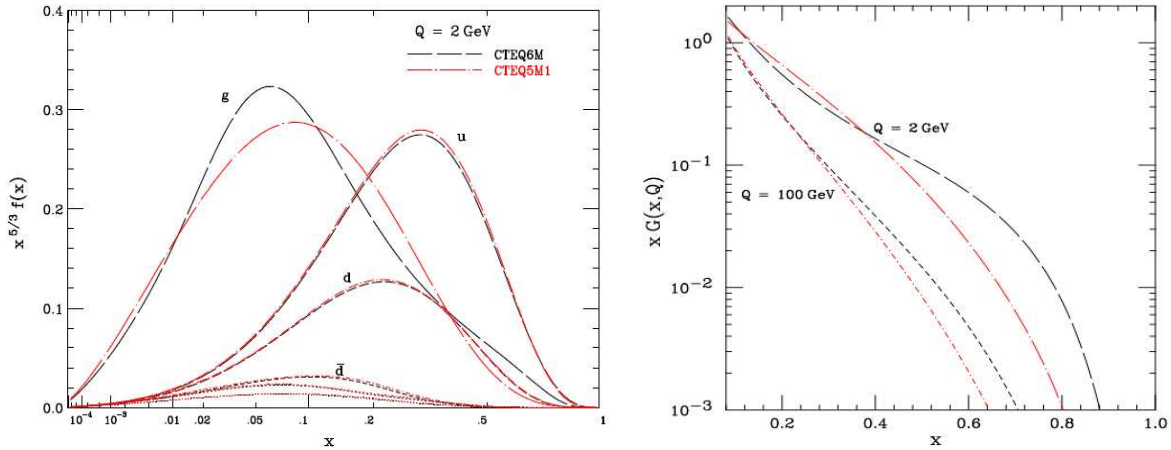 0.4
0.3
0.2
0.1
0.0
x 5/3 f(x)
Q = 2 GeV
CTEQ6M
CTEQ5M1
g
u
d
d̄
10⁻⁴ 10⁻³ .01 .02 .05 .1 .2 .5 1
x
10⁰
10⁻¹
10⁻²
10⁻³
x G(x,Q)
Q = 2 GeV
Q = 100 GeV
0.2 0.4 0.6 0.8 1.0
x